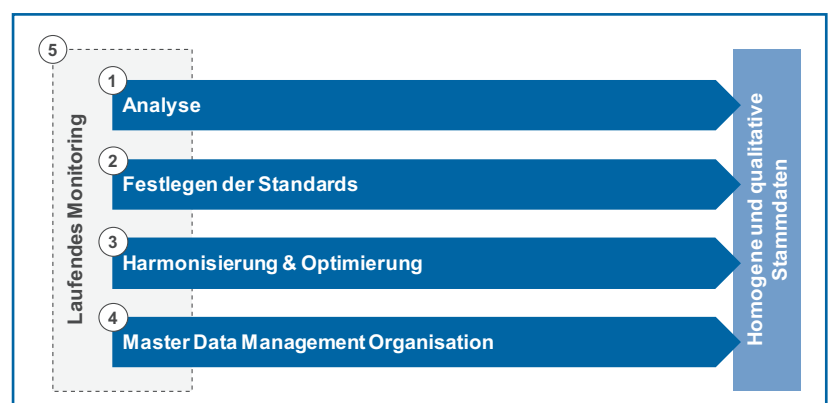 5
Laufendes Monitoring
1
Analyse
2
Festlegen der Standards
3
Harmonisierung & Optimierung
4
Master Data Management Organisation
Homogene und qualitative
Stammdaten